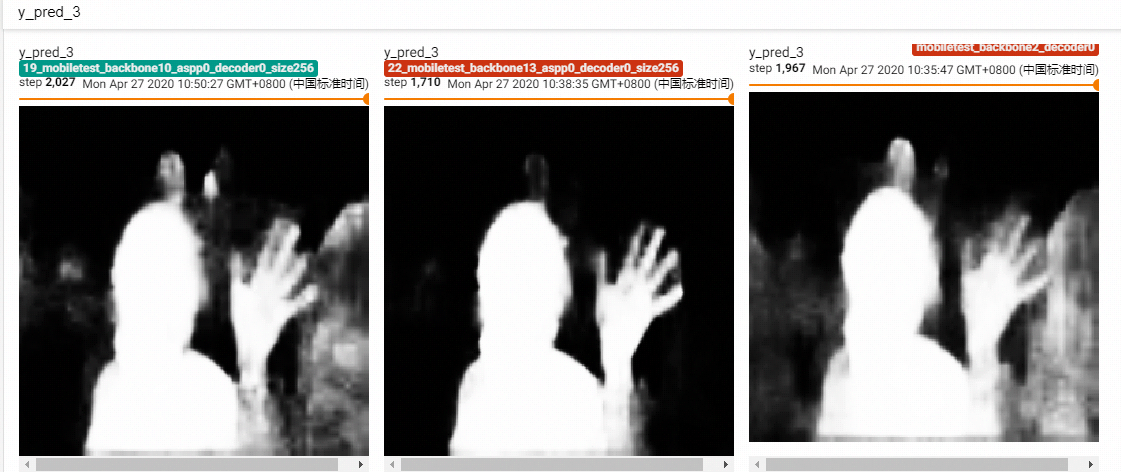 y_pred_3
y_pred_3
19_mobiletest_backbone10_aspp0_decoder0_size256
step 2,027 Mon Apr 27 2020 10:50:27 GMT+0800 (中国标准时间)
y_pred_3
22_mobiletest_backbone13_aspp0_decoder0_size256
step 1,710 Mon Apr 27 2020 10:38:35 GMT+0800 (中国标准时间)
y_pred_3
mobiletest_backbone2_decoder0
step 1,967 Mon Apr 27 2020 10:35:47 GMT+0800 (中国标准时间)